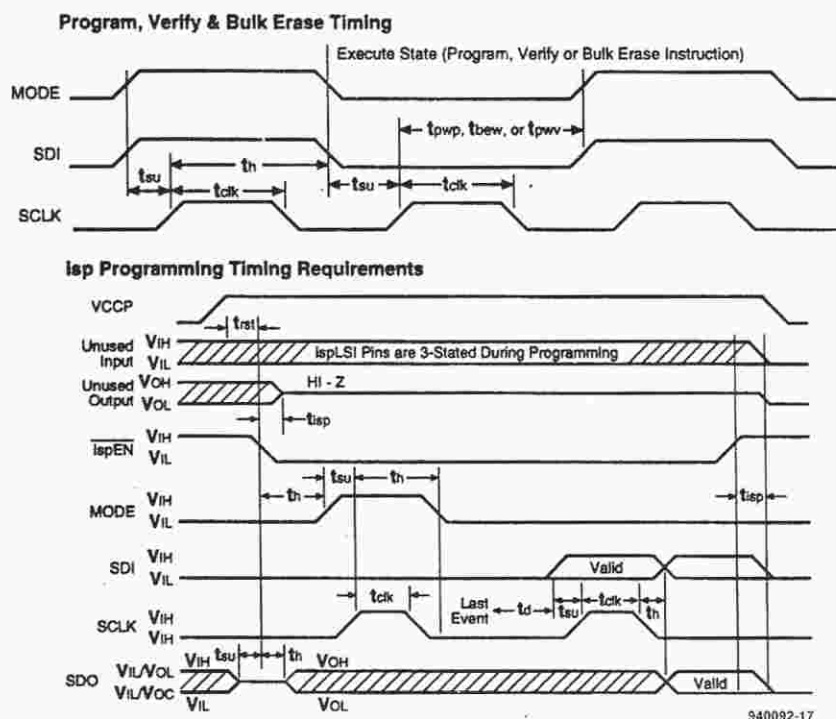 Program, Verify & Bulk Erase Timing
Execute State (Program, Verify or Bulk Erase Instruction)
MODE
tpwp, tbew, or tpwv
SDI
tsu
th
tclk
tsu
tclk
SCLK
isp Programming Timing Requirements
VCCP
trst
Unused Input VIH
VIL
ispLSI Pins are 3-Stated During Programming
Unused Output VOH
VOL
HI - Z
tisp
ispEN VIH
VIL
tsu
th
th
tisp
MODE VIH
VIL
SDI VIH
VIL
Valid
tclk
Last Event
td
tsu
tclk
th
SCLK VIH
VIH
tsu
th
SDO VIL/VOL
VIL/VOC
VIH
VIL
VOH
VOL
Valid
940092-17